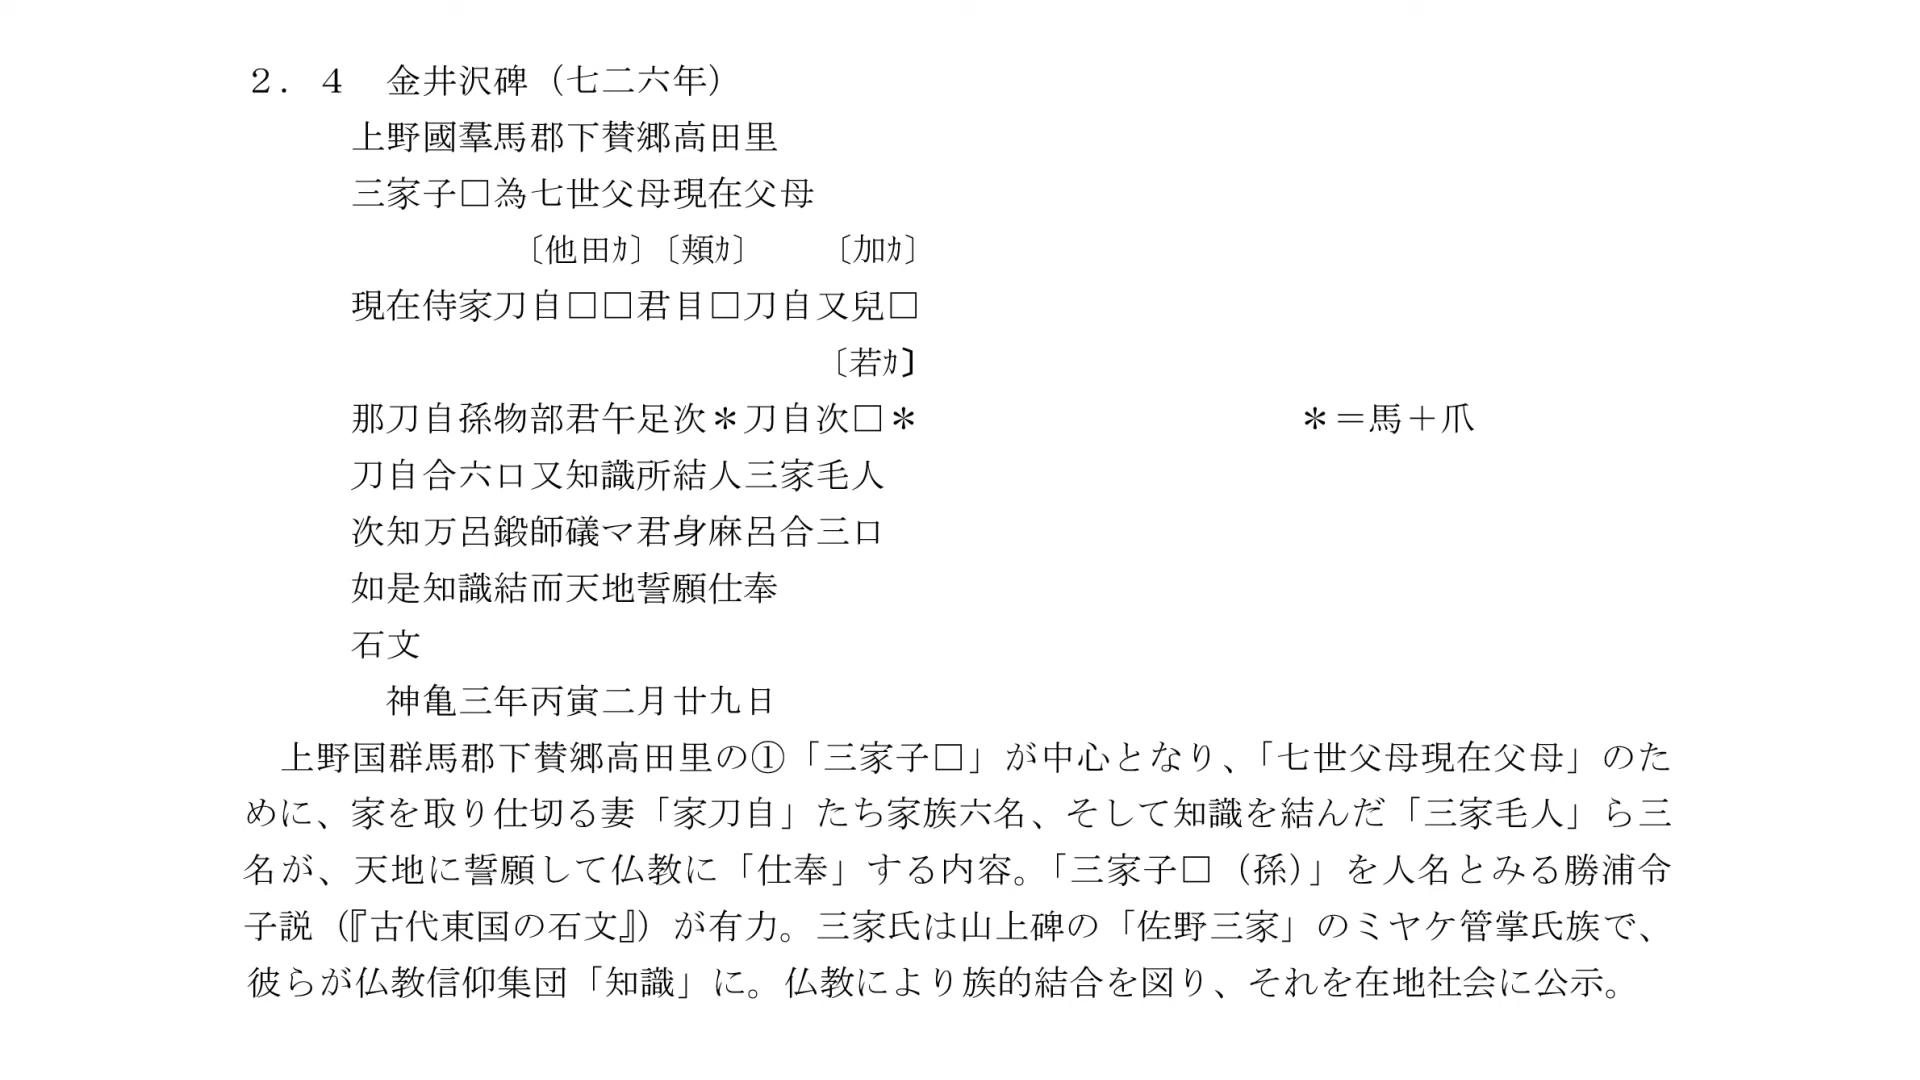 ２．４　金井沢碑（七二六年）
上野國羣馬郡下賛郷高田里
三家子□為七世父母現在父母
〔他田ｶ〕〔頬ｶ〕　　〔加ｶ〕
現在侍家刀自□□君目□刀自又兒□
〔若ｶ〕
那刀自孫物部君午足次＊刀自次□＊　　　＊＝馬＋爪
刀自合六口又知識所結人三家毛人
次知万呂鍛師礒マ君身麻呂合三口
如是知識結而天地誓願仕奉
石文
神亀三年丙寅二月廿九日
上野国群馬郡下賛郷高田里の①「三家子□」が中心となり、「七世父母現在父母」のた
めに、家を取り仕切る妻「家刀自」たち家族六名、そして知識を結んだ「三家毛人」ら三
名が、天地に誓願して仏教に「仕奉」する内容。「三家子□（孫）」を人名とみる勝浦令
子説（『古代東国の石文』）が有力。三家氏は山上碑の「佐野三家」のミヤケ管掌氏族で、
彼らが仏教信仰集団「知識」に。仏教により族的結合を図り、それを在地社会に公示。